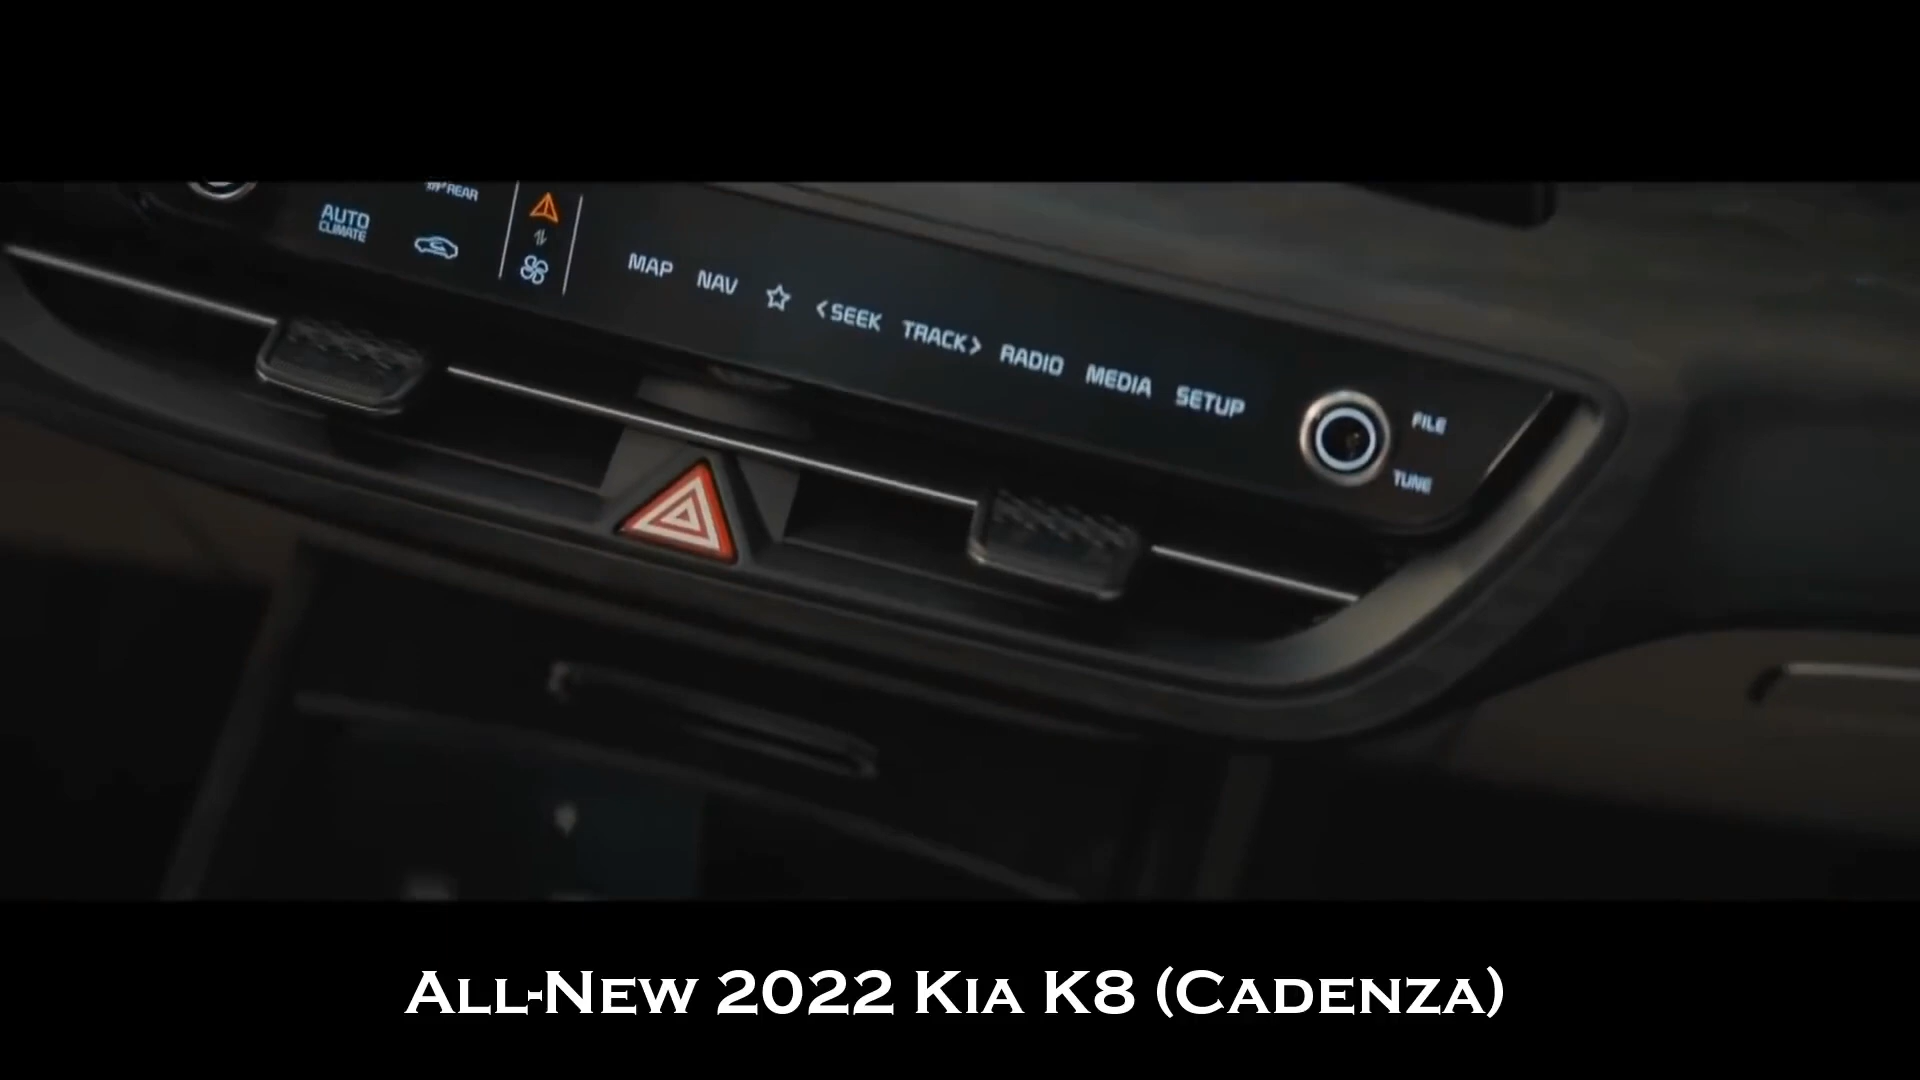 REAR
AUTO
CLIMATE
MAP NAV SEEK TRACK RADIO MEDIA SETUP
FILE
TUNE
All-New 2022 Kia K8 (Cadenza)